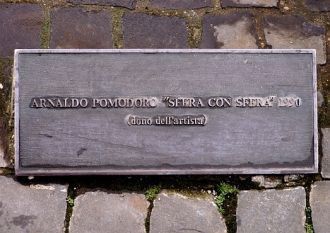 ARNALDO POMODORO "SFERA CON SFERA" 1990
(dono dell'artista)